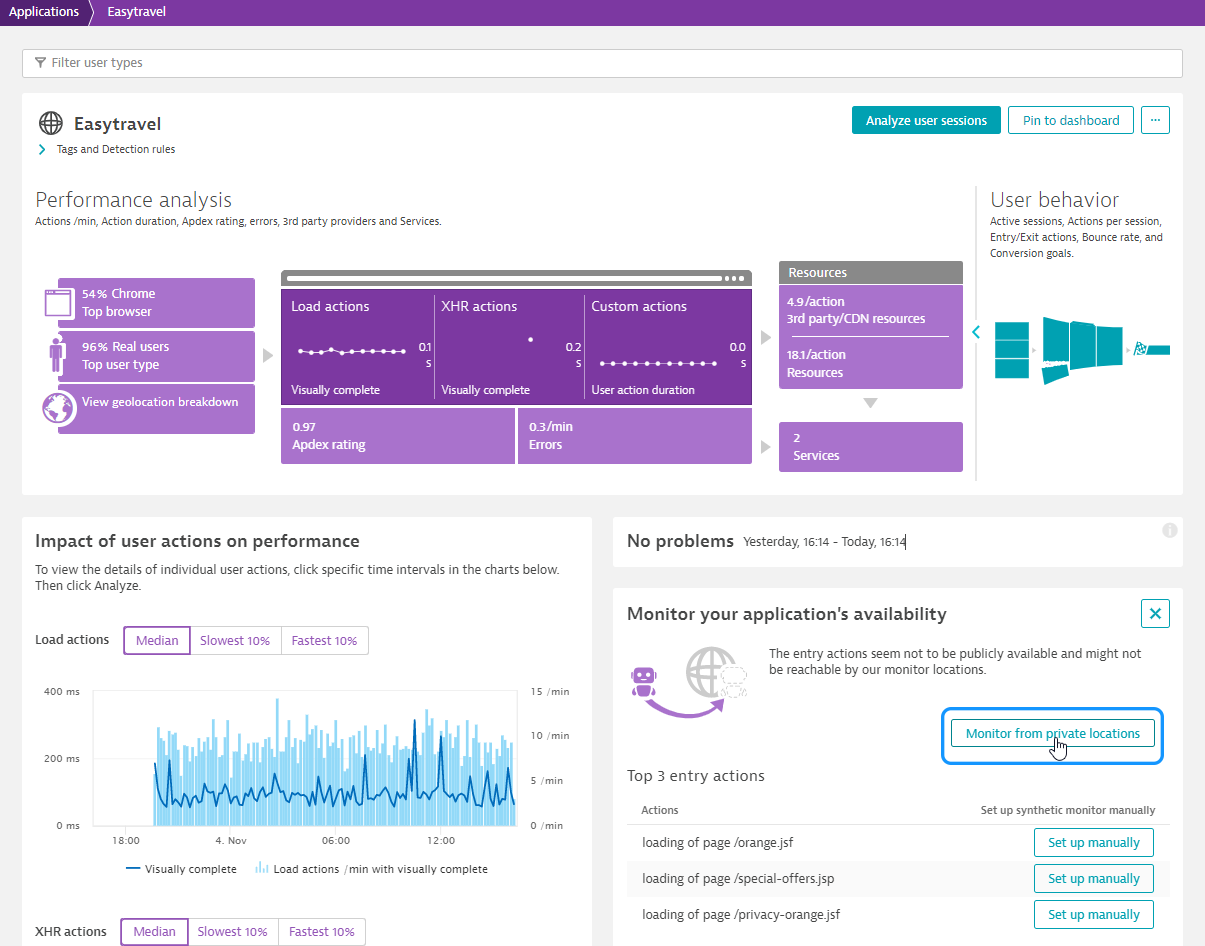 Applications
Easytravel
Filter user types
Easytravel
Analyze user sessions
Pin to dashboard
...
Tags and Detection rules
Performance analysis
Actions /min, Action duration, Apdex rating, errors, 3rd party providers and Services.
User behavior
Active sessions, Actions per session,
Entry/Exit actions, Bounce rate, and
Conversion goals.
54% Chrome
Top browser
96% Real users
Top user type
View geolocation breakdown
Load actions
0.1
s
Visually complete
XHR actions
0.2
s
Visually complete
Custom actions
0.0
s
User action duration
0.97
Apdex rating
0.3/min
Errors
Resources
4.9/action
3rd party/CDN resources
18.1/action
Resources
2
Services
Impact of user actions on performance
To view the details of individual user actions, click specific time intervals in the charts below.
Then click Analyze.
Load actions
Median
Slowest 10%
Fastest 10%
400 ms
200 ms
0 ms
15 /min
10 /min
5 /min
0 /min
18:00
4. Nov
06:00
12:00
Visually complete
Load actions /min with visually complete
XHR actions
Median
Slowest 10%
Fastest 10%
No problems
Yesterday, 16:14 - Today, 16:14
i
Monitor your application's availability
The entry actions seem not to be publicly available and might not
be reachable by our monitor locations.
Monitor from private locations
Top 3 entry actions
Actions
Set up synthetic monitor manually
loading of page /orange.jsf
Set up manually
loading of page /special-offers.jsp
Set up manually
loading of page /privacy-orange.jsf
Set up manually